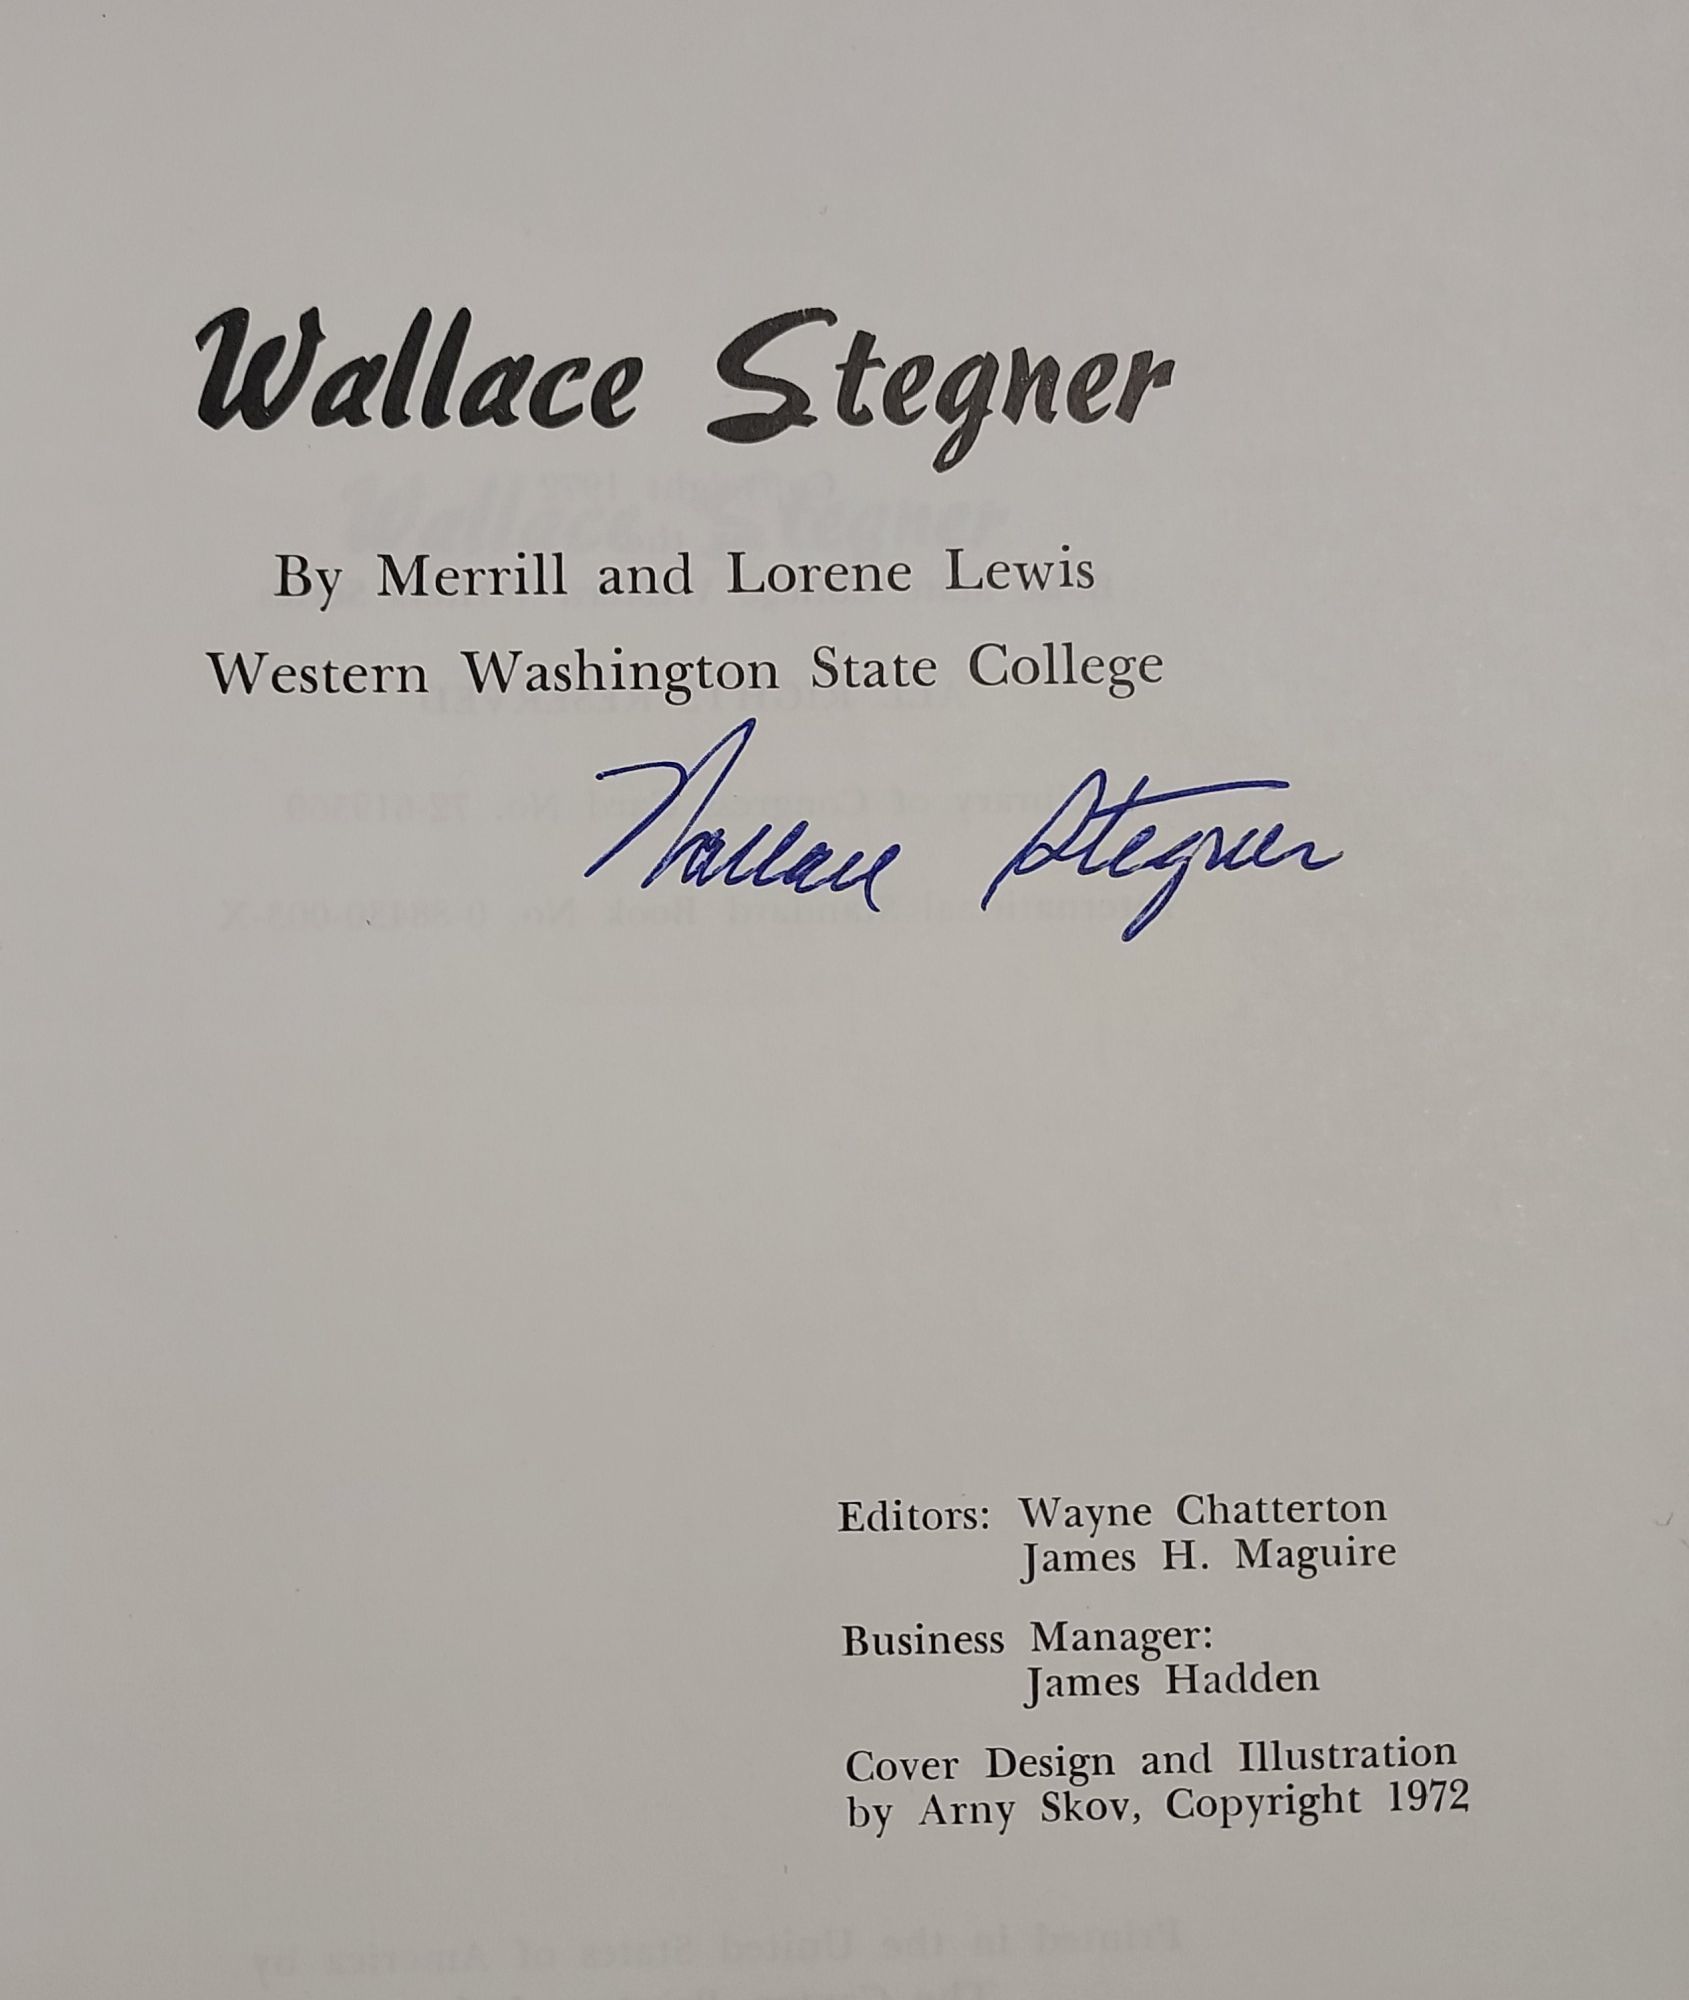 Wallace Stegner
By Merrill and Lorene Lewis
Western Washington State College
Wallace Stegner
Editors: Wayne Chatterton
James H. Maguire
Business Manager:
James Hadden
Cover Design and Illustration
by Arny Skov, Copyright 1972